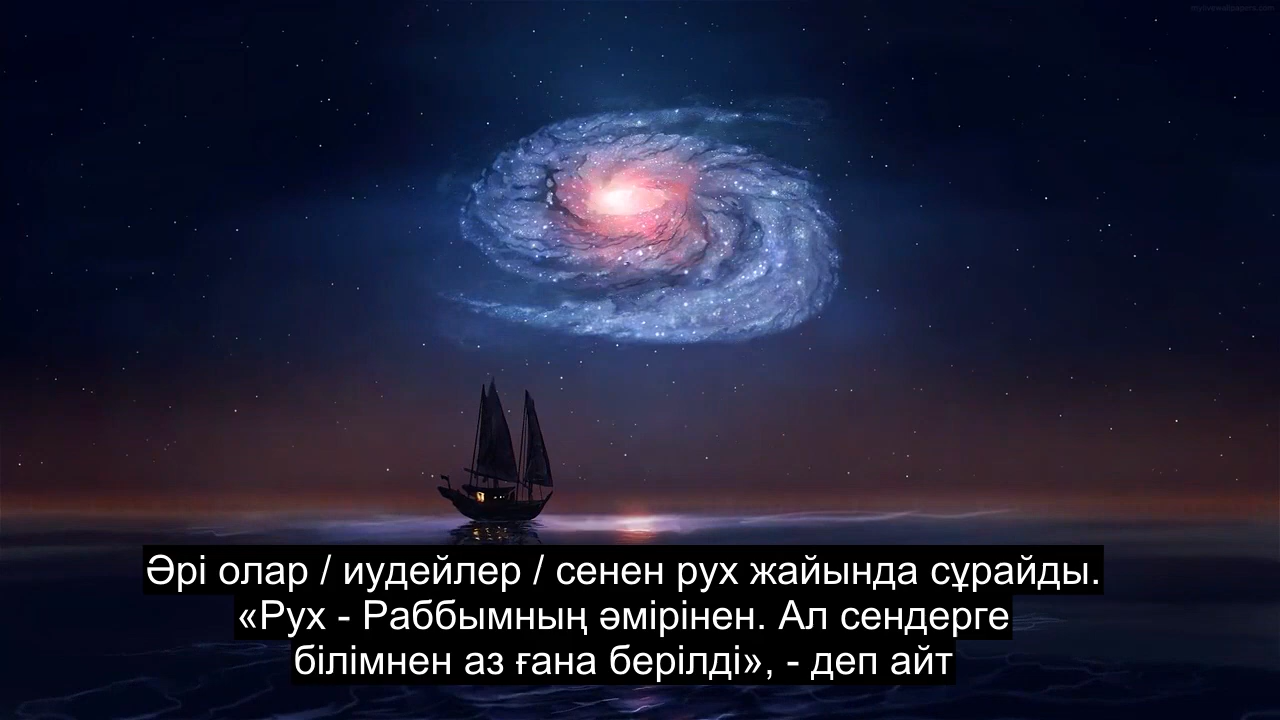 Әрі олар / иудейлер / сенен рух жайында сұрайды.
«Рух - Раббымның әмірінен. Ал сендерге
білімнен аз ғана берілді», - деп айт